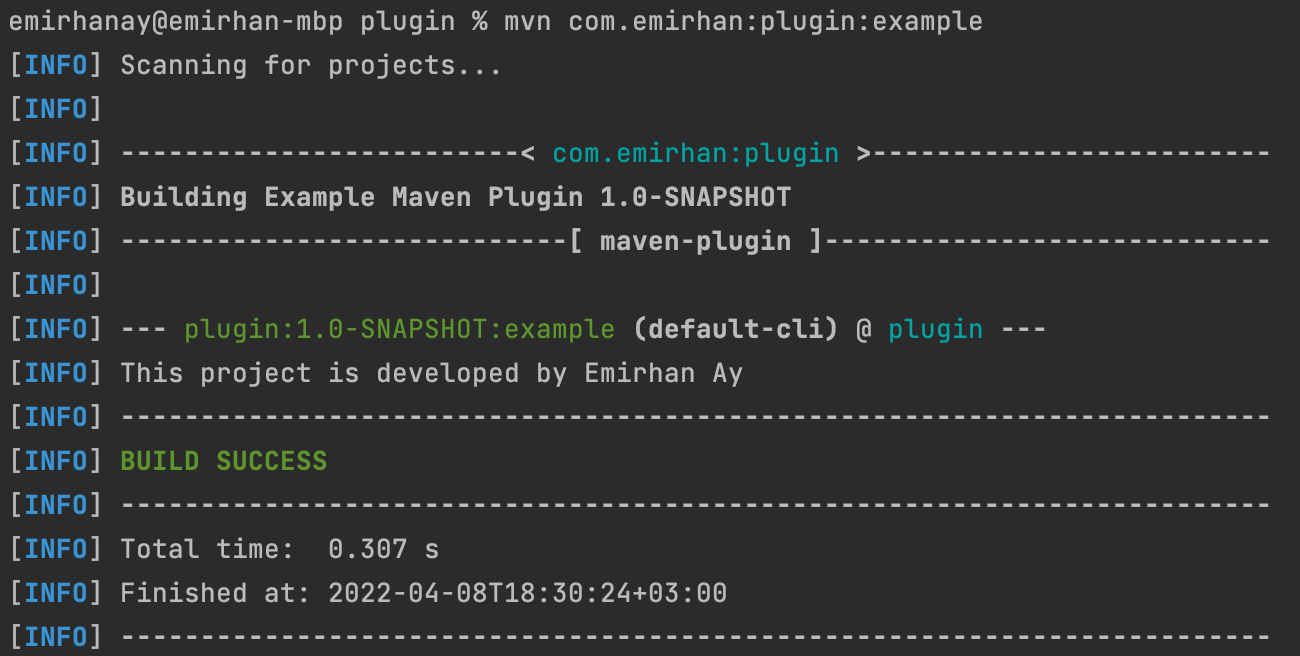 emirhanay@emirhan-mbp plugin % mvn com.emirhan:plugin:example
[INFO] Scanning for projects...
[INFO]
[INFO] -------------------------< com.emirhan:plugin >-------------------------
[INFO] Building Example Maven Plugin 1.0-SNAPSHOT
[INFO] ----------------------------[ maven-plugin ]----------------------------
[INFO]
[INFO] --- plugin:1.0-SNAPSHOT:example (default-cli) @ plugin ---
[INFO] This project is developed by Emirhan Ay
[INFO] ------------------------------------------------------------------------
[INFO] BUILD SUCCESS
[INFO] ------------------------------------------------------------------------
[INFO] Total time:  0.307 s
[INFO] Finished at: 2022-04-08T18:30:24+03:00
[INFO] ------------------------------------------------------------------------